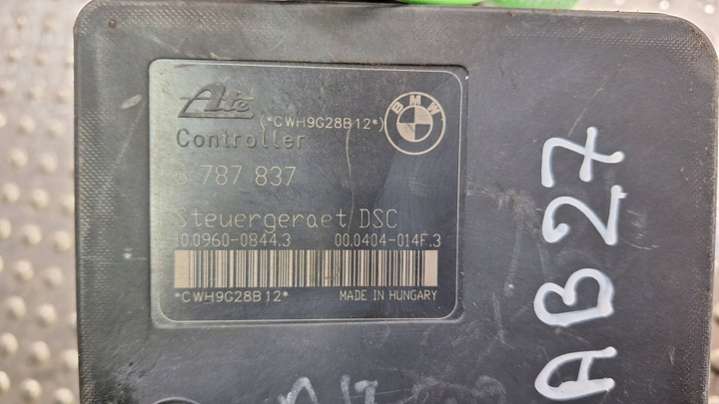 Ate
(*CWH9G28B12*)
BMW
Controller
6 787 837
Steuergeraet DSC
10.0960-0844.3
00.0404-014F.3
*CWH9G28B12*
MADE IN HUNGARY
AB27